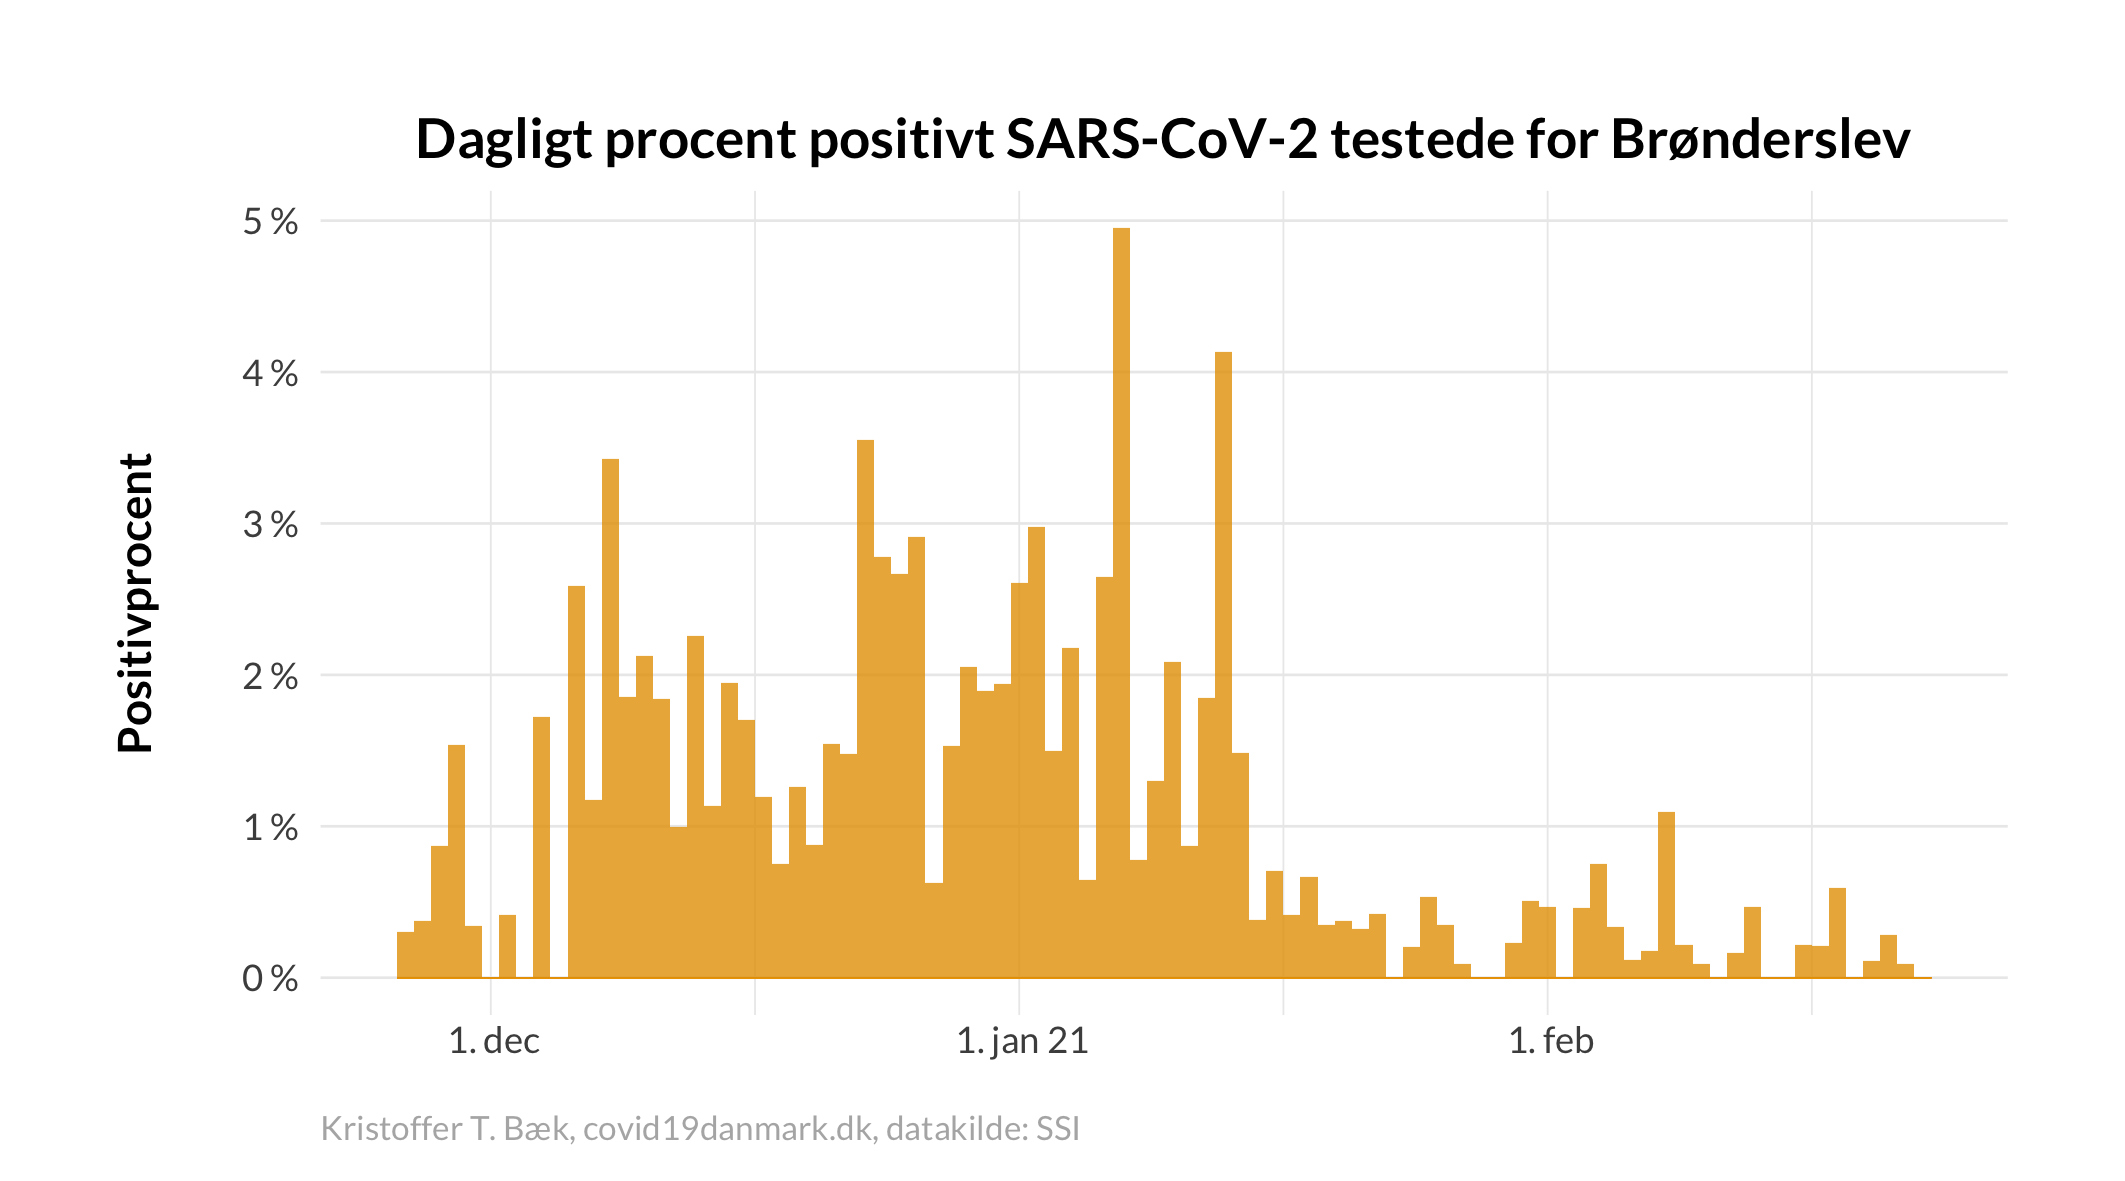 Dagligt procent positivt SARS-CoV-2 testede for Brønderslev
Positivprocent
5 %
4 %
3 %
2 %
1 %
0 %
1. dec
1. jan 21
1. feb
Kristoffer T. Bæk, covid19danmark.dk, datakilde: SSI